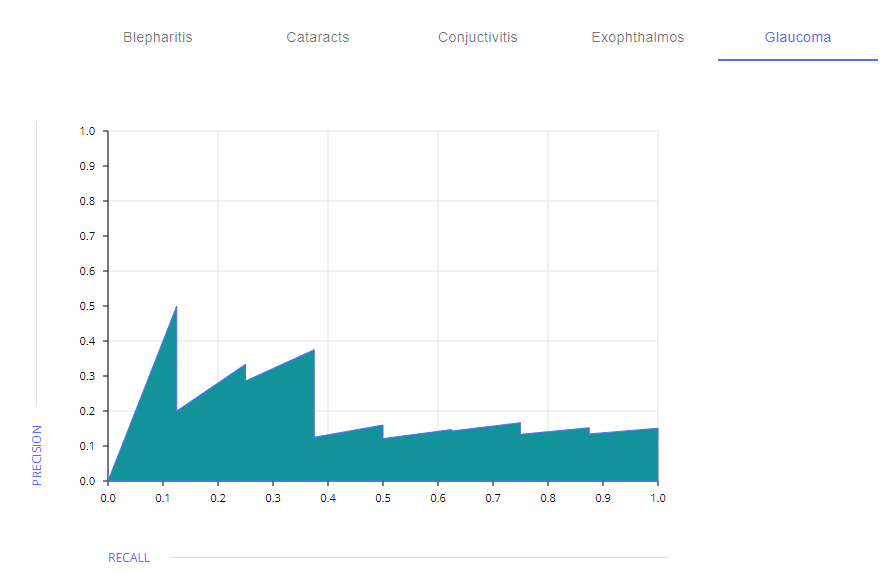 Blepharitis Cataracts Conjuctivitis Exophthalmos Glaucoma
1.0
0.9
0.8
0.7
0.6
0.5
0.4
0.3
0.2
0.1
0.0
PRECISION
0.0 0.1 0.2 0.3 0.4 0.5 0.6 0.7 0.8 0.9 1.0
RECALL